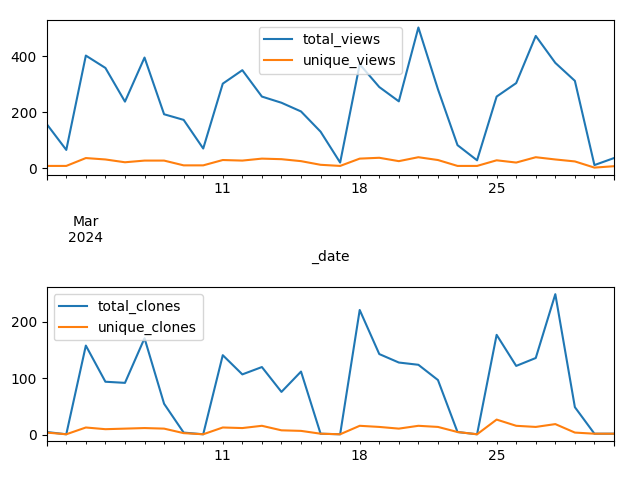 400
200
0
total_views
unique_views
11
18
25
Mar
2024
_date
200
100
0
total_clones
unique_clones
11
18
25